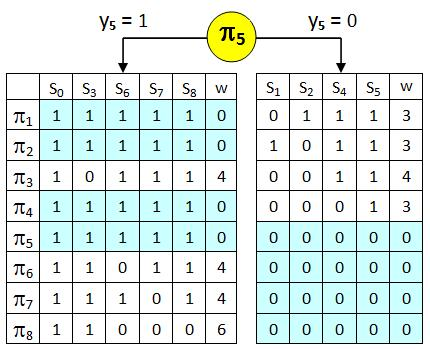 y₅ = 1 π₅ y₅ = 0
S₀ S₃ S₆ S₇ S₈ w S₁ S₂ S₄ S₅ w
π₁ 1 1 1 1 1 0 0 1 1 1 3
π₂ 1 1 1 1 1 0 1 0 1 1 3
π₃ 1 0 1 1 1 4 0 0 1 1 4
π₄ 1 1 1 1 1 0 0 0 0 1 3
π₅ 1 1 1 1 1 0 0 0 0 0 0
π₆ 1 1 0 1 1 4 0 0 0 0 0
π₇ 1 1 1 0 1 4 0 0 0 0 0
π₈ 1 1 0 0 0 6 0 0 0 0 0